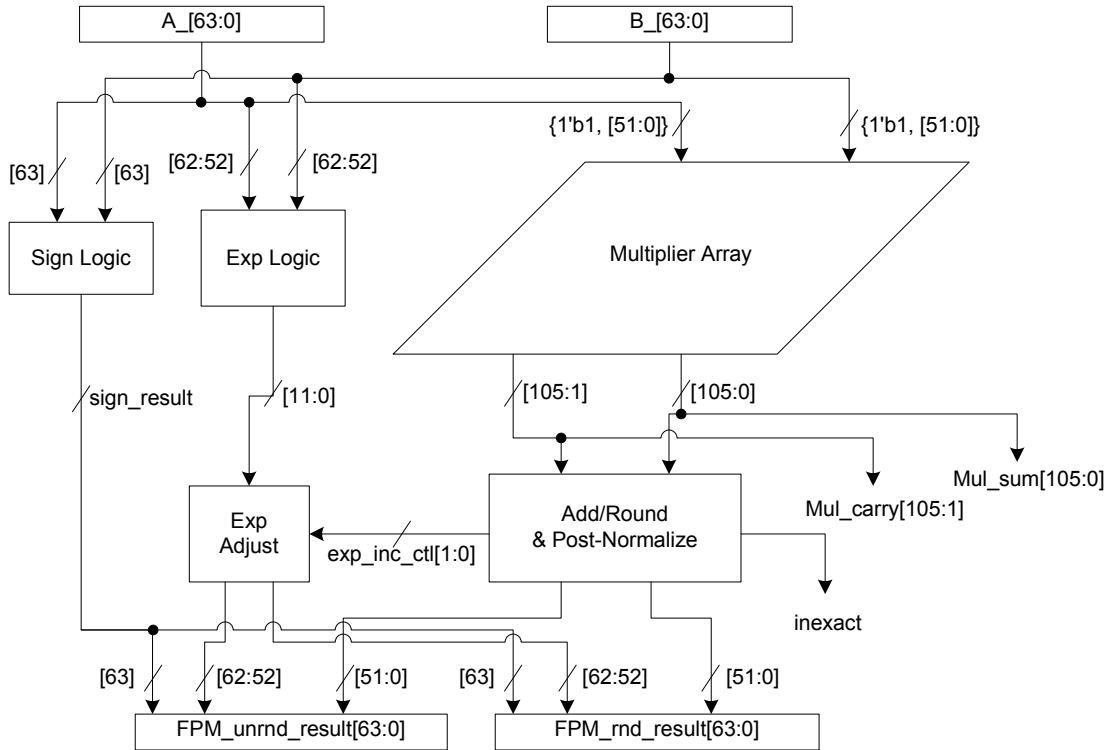 A_[63:0]
B_[63:0]
{1'b1, [51:0]}
{1'b1, [51:0]}
[63]
[63]
[62:52]
[62:52]
Sign Logic
Exp Logic
Multiplier Array
sign_result
[11:0]
[105:1]
[105:0]
Mul_sum[105:0]
Mul_carry[105:1]
Exp
Adjust
exp_inc_ctl[1:0]
Add/Round
& Post-Normalize
inexact
[63]
[62:52]
[51:0]
[63]
[62:52]
[51:0]
FPM_unrnd_result[63:0]
FPM_rnd_result[63:0]